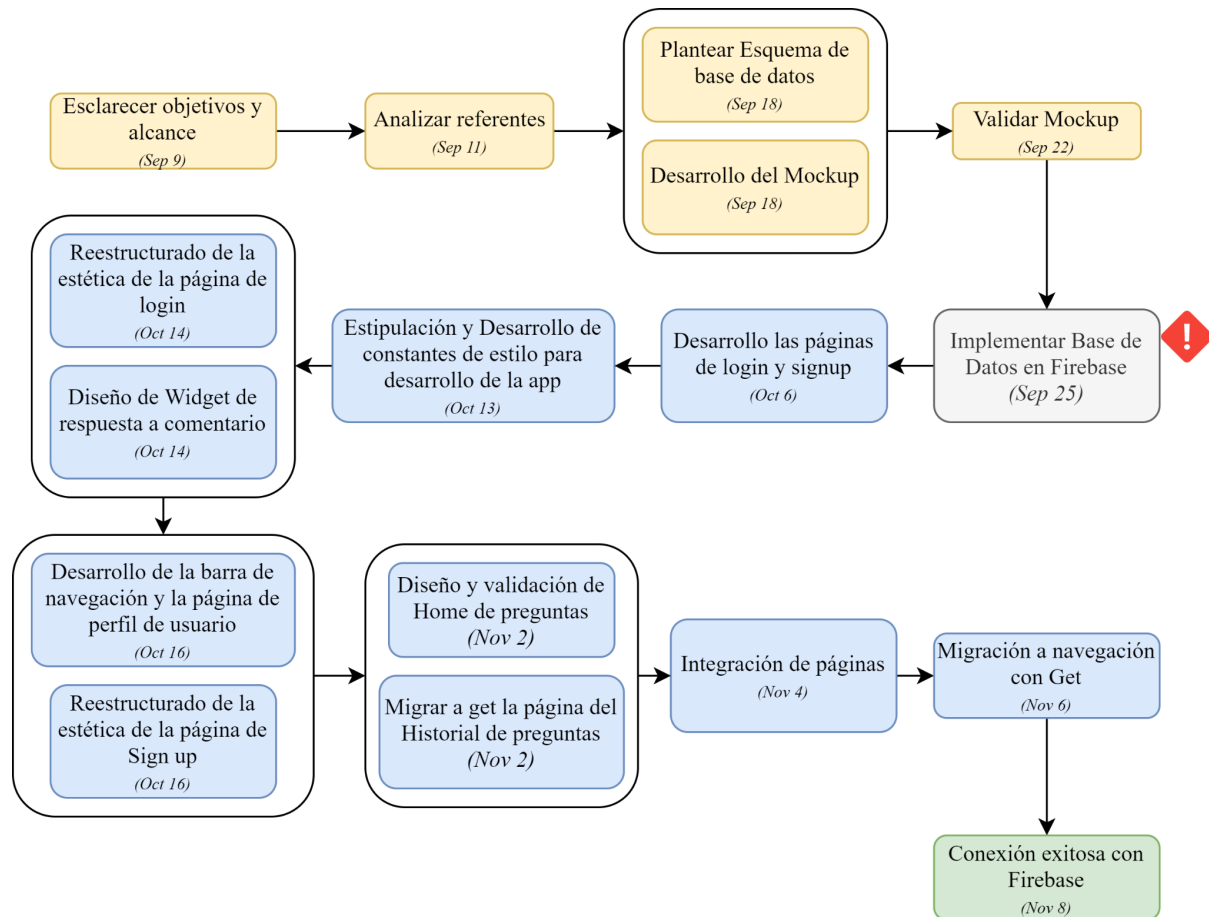 Esclarecer objetivos y
alcance
(Sep 9)
Analizar referentes
(Sep 11)
Plantear Esquema de
base de datos
(Sep 18)
Desarrollo del Mockup
(Sep 18)
Validar Mockup
(Sep 22)
Implementar Base de
Datos en Firebase
(Sep 25)
!
Desarrollo las páginas
de login y signup
(Oct 6)
Estipulación y Desarrollo de
constantes de estilo para
desarrollo de la app
(Oct 13)
Reestructurado de la
estética de la página de
login
(Oct 14)
Diseño de Widget de
respuesta a comentario
(Oct 14)
Desarrollo de la barra de
navegación y la página de
perfil de usuario
(Oct 16)
Reestructurado de la
estética de la página de
Sign up
(Oct 16)
Diseño y validación de
Home de preguntas
(Nov 2)
Migrar a get la página del
Historial de preguntas
(Nov 2)
Integración de páginas
(Nov 4)
Migración a navegación
con Get
(Nov 6)
Conexión exitosa con
Firebase
(Nov 8)